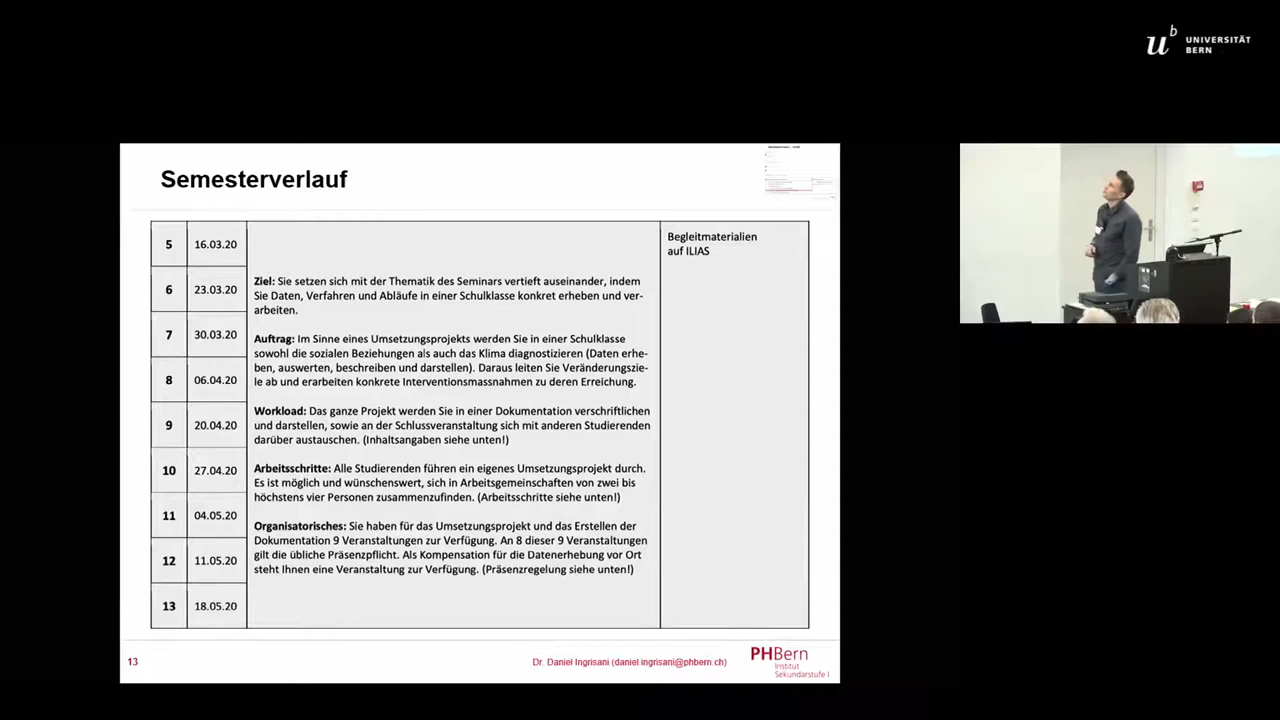 u^b UNIVERSITÄT
BERN
Semesterverlauf
5 16.03.20
6 23.03.20
7 30.03.20
8 06.04.20
9 20.04.20
10 27.04.20
11 04.05.20
12 11.05.20
13 18.05.20
Ziel: Sie setzen sich mit der Thematik des Seminars vertieft auseinander, indem
Sie Daten, Verfahren und Abläufe in einer Schulklasse konkret erheben und ver-
arbeiten.
Auftrag: Im Sinne eines Umsetzungsprojekts werden Sie in einer Schulklasse
sowohl die sozialen Beziehungen als auch das Klima diagnostizieren (Daten erhe-
ben, auswerten, beschreiben und darstellen). Daraus leiten Sie Veränderungszie-
le ab und erarbeiten konkrete Interventionsmassnahmen zu deren Erreichung.
Workload: Das ganze Projekt werden Sie in einer Dokumentation verschriftlichen
und darstellen, sowie an der Schlussveranstaltung sich mit anderen Studierenden
darüber austauschen. (Inhaltsangaben siehe unten!)
Arbeitsschritte: Alle Studierenden führen ein eigenes Umsetzungsprojekt durch.
Es ist möglich und wünschenswert, sich in Arbeitsgemeinschaften von zwei bis
höchstens vier Personen zusammenzufinden. (Arbeitsschritte siehe unten!)
Organisatorisches: Sie haben für das Umsetzungsprojekt und das Erstellen der
Dokumentation 9 Veranstaltungen zur Verfügung. An 8 dieser 9 Veranstaltungen
gilt die übliche Präsenzpflicht. Als Kompensation für die Datenerhebung vor Ort
steht Ihnen eine Veranstaltung zur Verfügung. (Präsenzregelung siehe unten!)
Begleitmaterialien
auf ILIAS
13
Dr. Daniel Ingrisani (daniel.ingrisani@phbern.ch)
PHBern
Institut
Sekundarstufe I